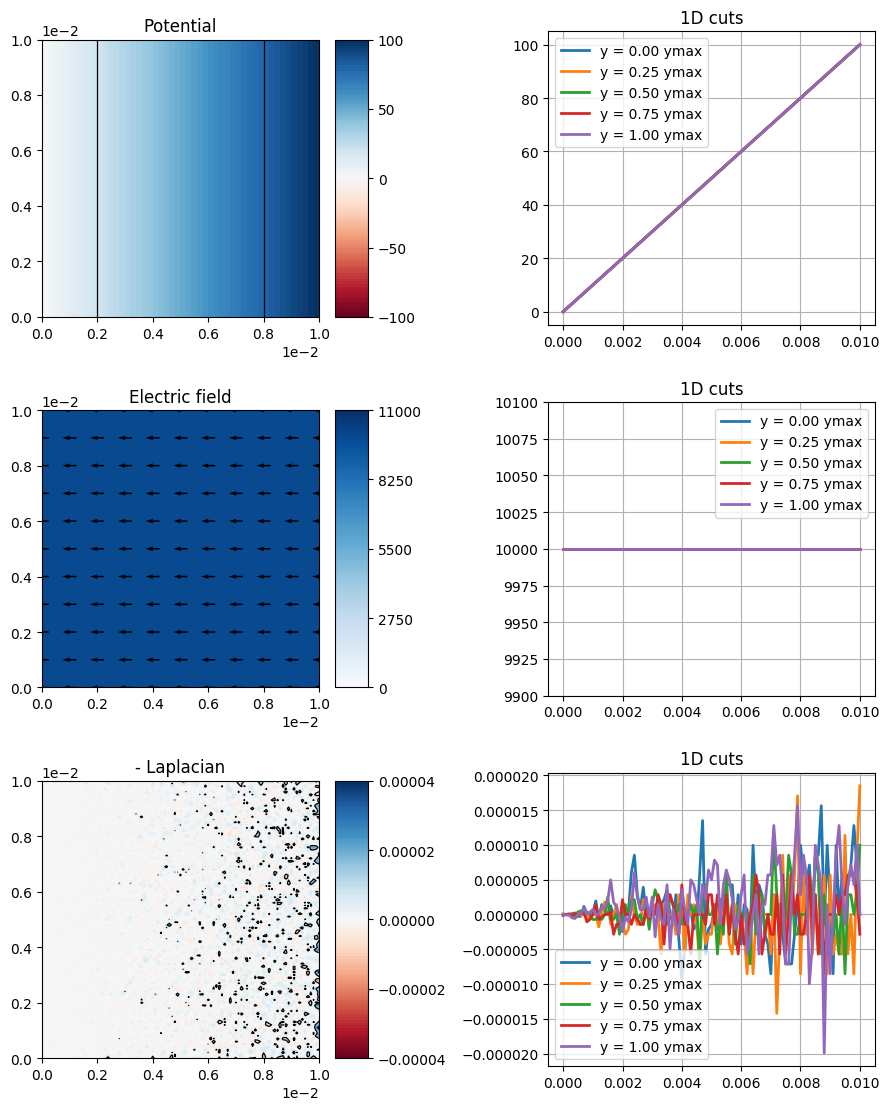 Potential
1e−2
1.0
0.8
0.6
0.4
0.2
0.0
0.0 0.2 0.4 0.6 0.8 1.0
1e−2
100
50
0
−50
−100
1D cuts
100
80
60
40
20
0
y = 0.00 ymax
y = 0.25 ymax
y = 0.50 ymax
y = 0.75 ymax
y = 1.00 ymax
0.000 0.002 0.004 0.006 0.008 0.010
Electric field
1e−2
1.0
0.8
0.6
0.4
0.2
0.0
0.0 0.2 0.4 0.6 0.8 1.0
1e−2
11000
8250
5500
2750
0
1D cuts
10100
10075
10050
10025
10000
9975
9950
9925
9900
y = 0.00 ymax
y = 0.25 ymax
y = 0.50 ymax
y = 0.75 ymax
y = 1.00 ymax
0.000 0.002 0.004 0.006 0.008 0.010
- Laplacian
1e−2
1.0
0.8
0.6
0.4
0.2
0.0
0.0 0.2 0.4 0.6 0.8 1.0
1e−2
0.00004
0.00002
0.00000
−0.00002
−0.00004
1D cuts
0.000020
0.000015
0.000010
0.000005
0.000000
−0.000005
−0.000010
−0.000015
−0.000020
y = 0.00 ymax
y = 0.25 ymax
y = 0.50 ymax
y = 0.75 ymax
y = 1.00 ymax
0.000 0.002 0.004 0.006 0.008 0.010